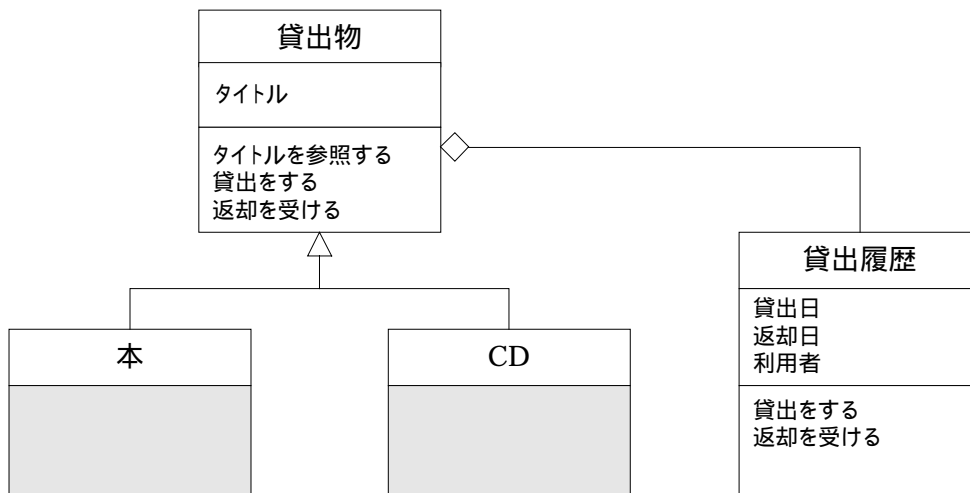 貸出物
タイトル
タイトルを参照する
貸出をする
返却を受ける
貸出履歴
貸出日
返却日
利用者
貸出をする
返却を受ける
本
CD